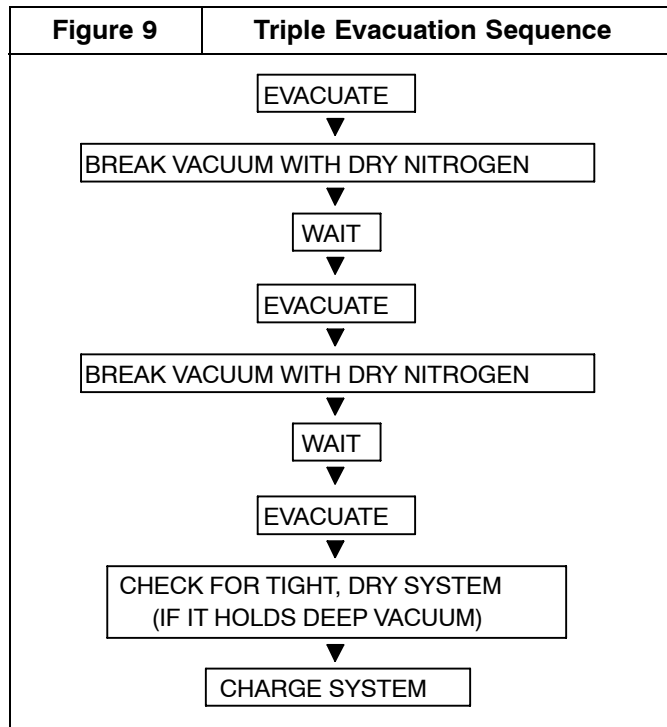 Figure 9
Triple Evacuation Sequence
EVACUATE
BREAK VACUUM WITH DRY NITROGEN
WAIT
EVACUATE
BREAK VACUUM WITH DRY NITROGEN
WAIT
EVACUATE
CHECK FOR TIGHT, DRY SYSTEM
(IF IT HOLDS DEEP VACUUM)
CHARGE SYSTEM